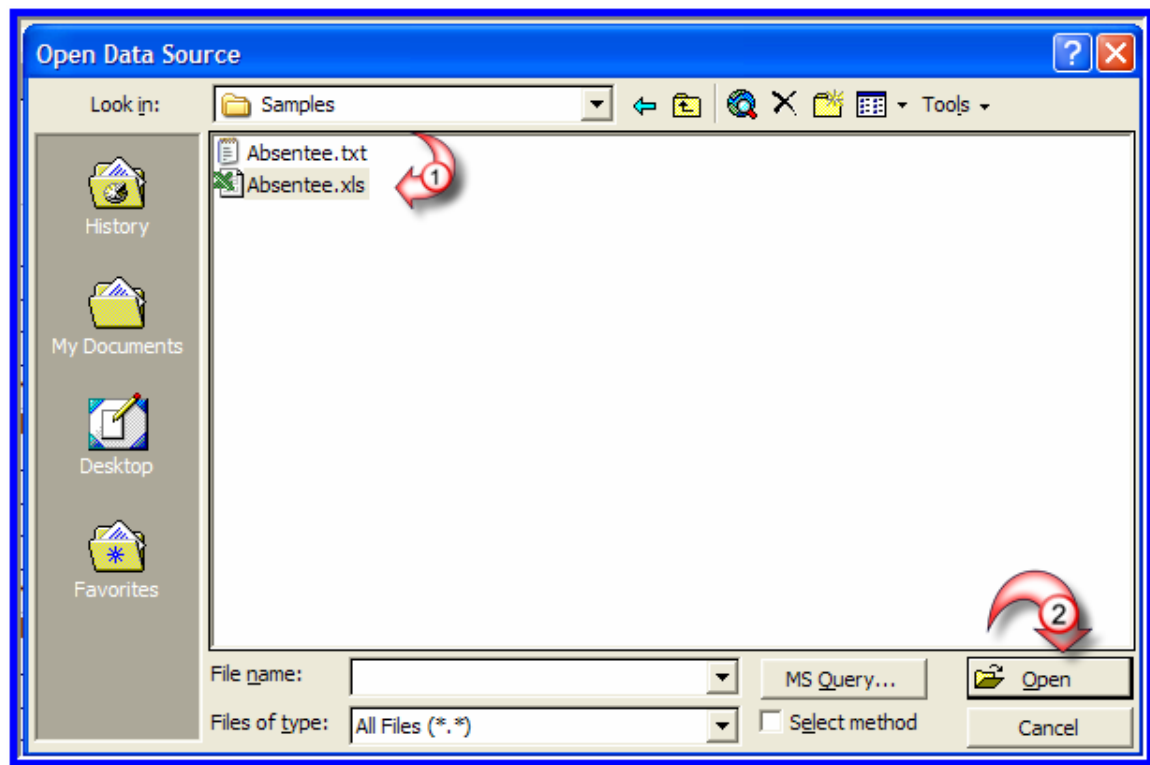 Open Data Source
Look in: Samples Tools
Absentee.txt
Absentee.xls
1
History
My Documents
Desktop
Favorites
2
File name: MS Query... Open
Files of type: All Files (*.*) Select method Cancel